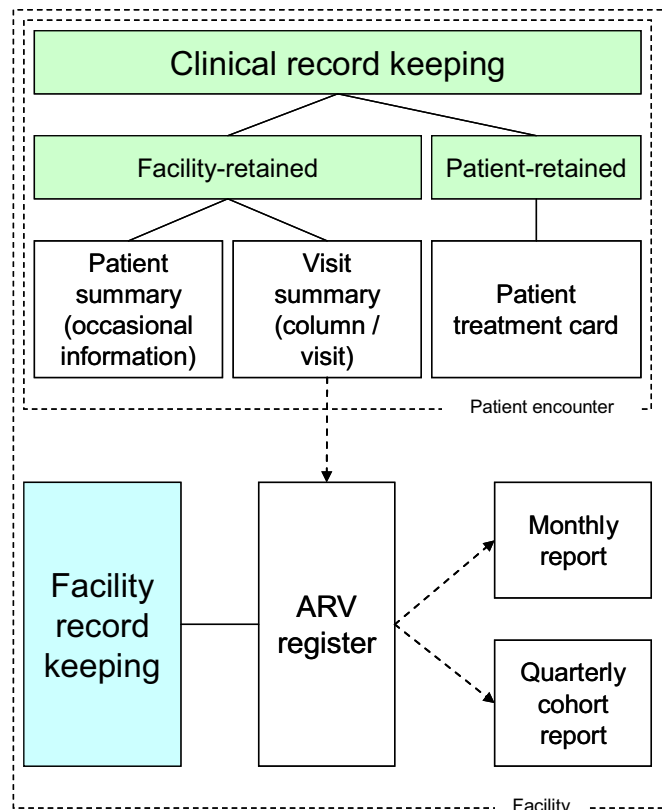 Clinical record keeping
Facility-retained
Patient-retained
Patient
summary
(occasional
information)
Visit
summary
(column /
visit)
Patient
treatment card
Patient encounter
Facility
record
keeping
ARV
register
Monthly
report
Quarterly
cohort
report
Facility